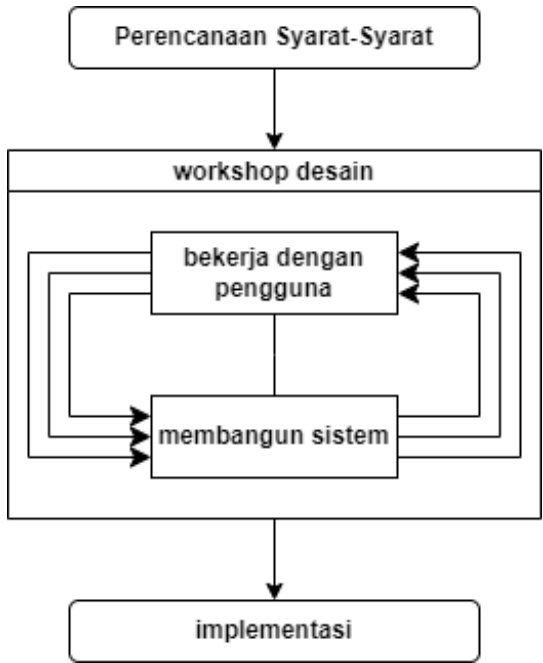 Perencanaan Syarat-Syarat
workshop desain
bekerja dengan
pengguna
membangun sistem
implementasi